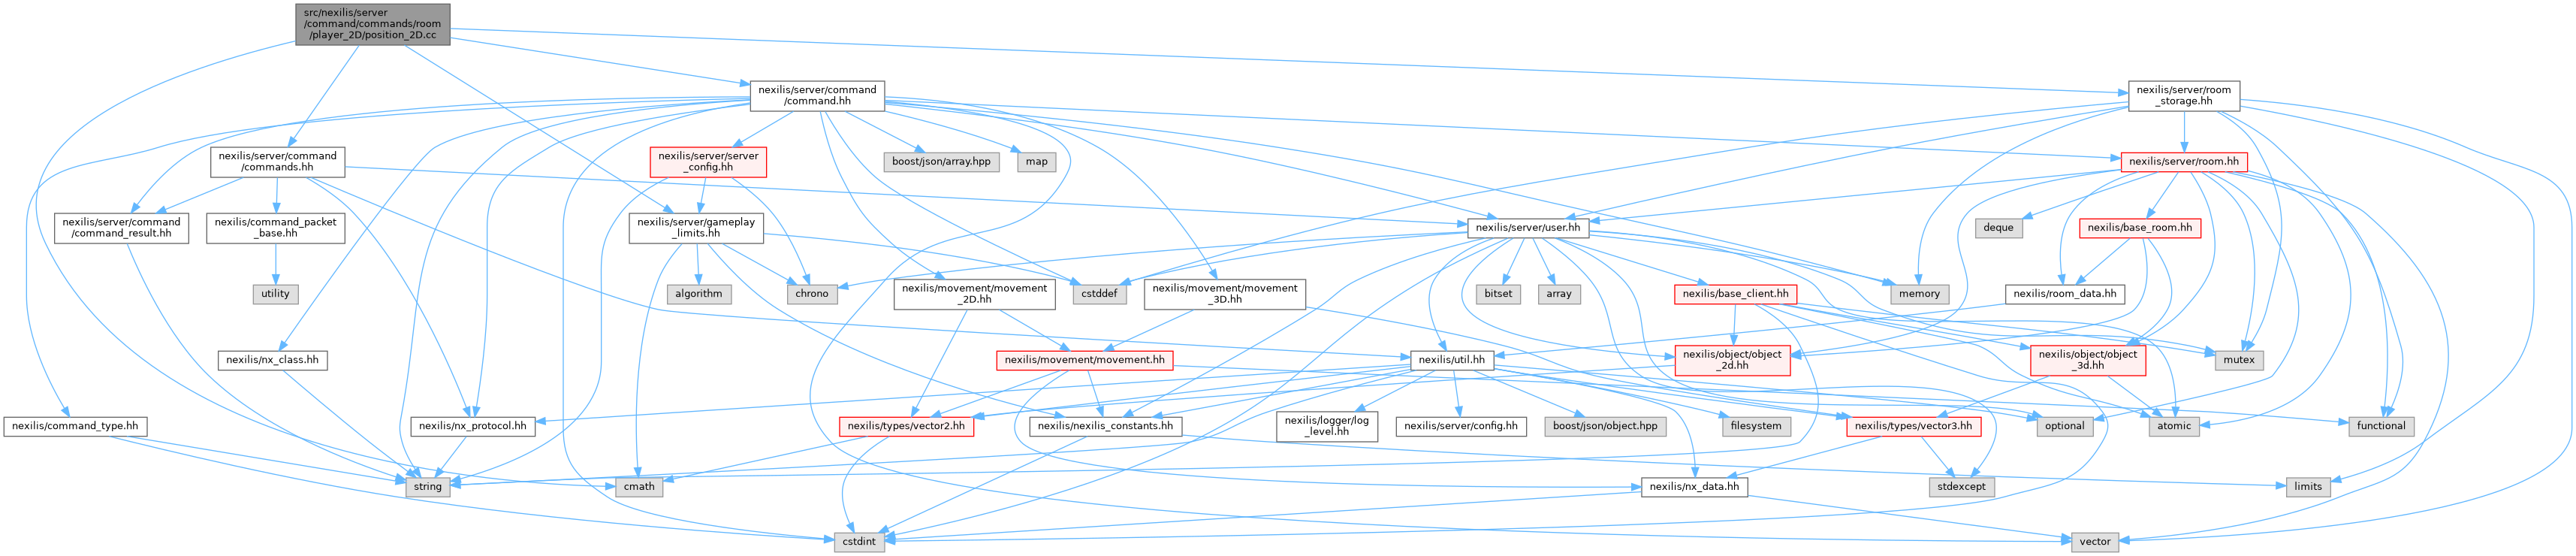 src/nexilis/server
/command/commands/room
/player_2D/position_2D.cc
nexilis/server/command
/command.hh
nexilis/server/room
_storage.hh
nexilis/server/command
/commands.hh
nexilis/server/server
_config.hh
boost/json/array.hpp
map
nexilis/server/room.hh
nexilis/server/command
/command_result.hh
nexilis/command_packet
_base.hh
nexilis/server/gameplay
_limits.hh
nexilis/server/user.hh
deque
nexilis/base_room.hh
utility
algorithm
chrono
nexilis/movement/movement
_2D.hh
cstddef
nexilis/movement/movement
_3D.hh
bitset
array
nexilis/base_client.hh
memory
nexilis/room_data.hh
nexilis/nx_class.hh
nexilis/movement/movement.hh
nexilis/util.hh
nexilis/object/object
_2d.hh
nexilis/object/object
_3d.hh
mutex
nexilis/command_type.hh
nexilis/nx_protocol.hh
nexilis/types/vector2.hh
nexilis/nexilis_constants.hh
nexilis/logger/log
_level.hh
nexilis/server/config.hh
boost/json/object.hpp
filesystem
nexilis/types/vector3.hh
optional
atomic
functional
string
cmath
nexilis/nx_data.hh
stdexcept
limits
cstdint
vector